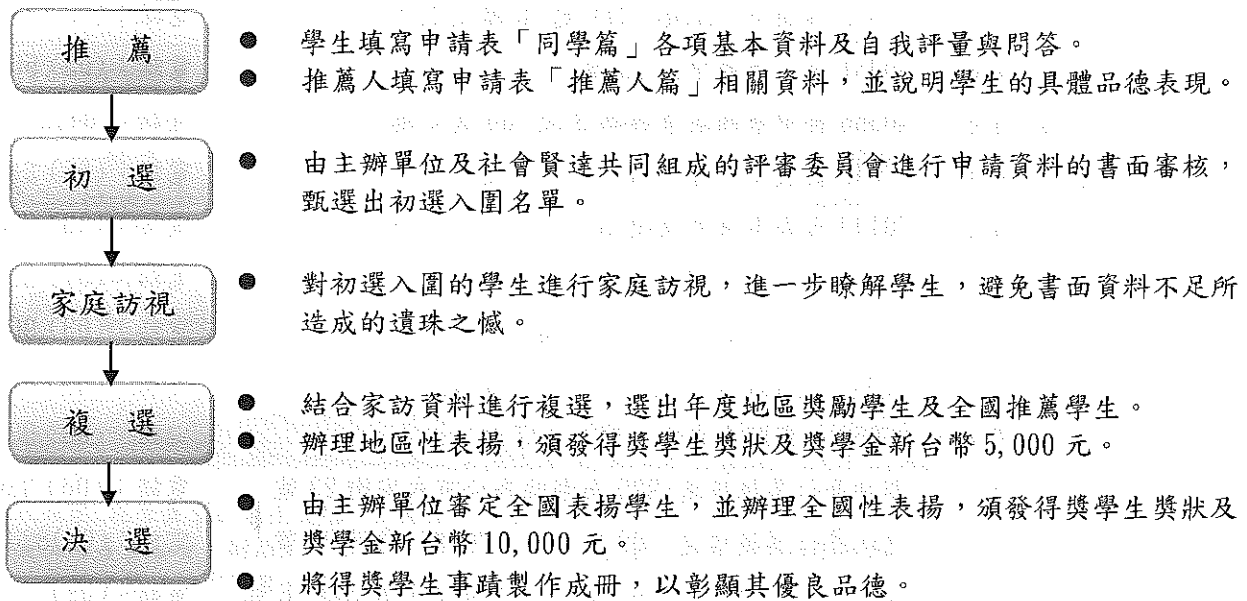 推　薦
● 學生填寫申請表「同學篇」各項基本資料及自我評量與問答。
● 推薦人填寫申請表「推薦人篇」相關資料，並說明學生的具體品德表現。
初　選
● 由主辦單位及社會賢達共同組成的評審委員會進行申請資料的書面審核，
甄選出初選入圍名單。
家庭訪視
● 對初選入圍的學生進行家庭訪視，進一步瞭解學生，避免書面資料不足所
造成的遺珠之憾。
複　選
● 結合家訪資料進行複選，選出年度地區獎勵學生及全國推薦學生。
● 辦理地區性表揚，頒發得獎學生獎狀及獎學金新台幣 5,000 元。
決　選
● 由主辦單位審定全國表揚學生，並辦理全國性表揚，頒發得獎學生獎狀及
獎學金新台幣 10,000 元。
● 將得獎學生事蹟製作成冊，以彰顯其優良品德。